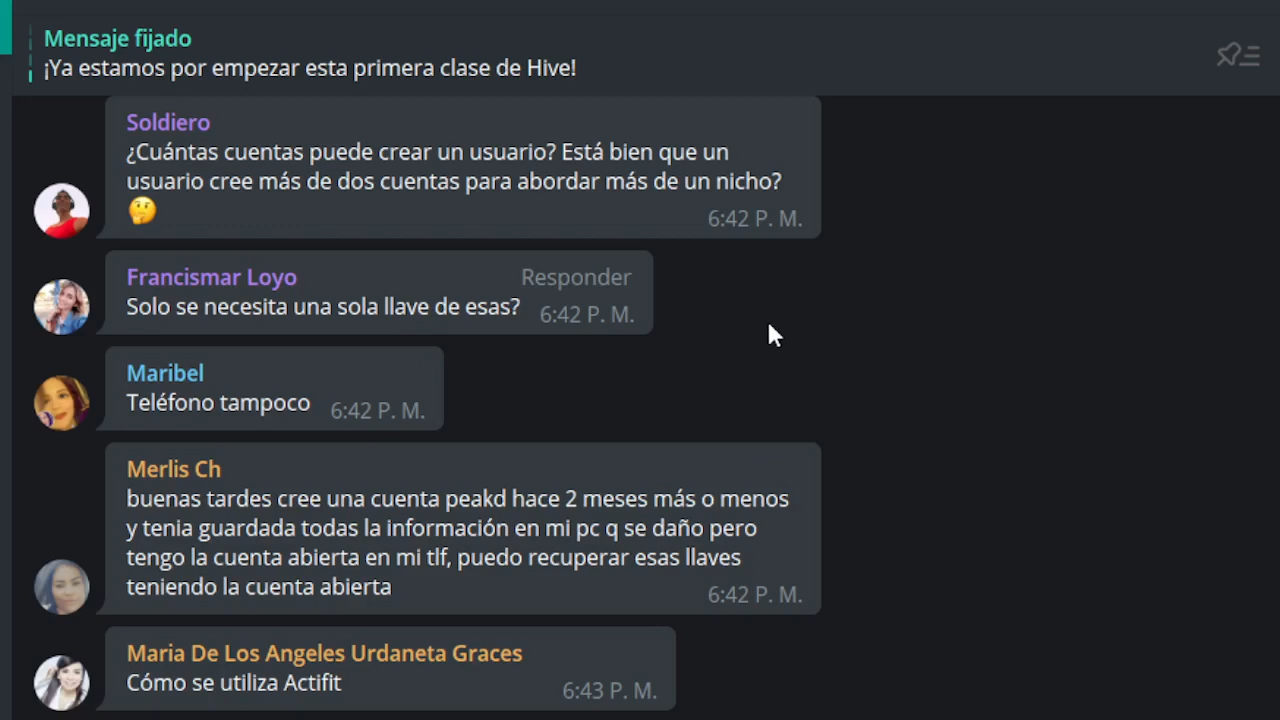 Mensaje fijado
¡Ya estamos por empezar esta primera clase de Hive!
Soldiero
¿Cuántas cuentas puede crear un usuario? Está bien que un
usuario cree más de dos cuentas para abordar más de un nicho?
🤔
6:42 P. M.
Francismar Loyo
Responder
Solo se necesita una sola llave de esas?
6:42 P. M.
Maribel
Teléfono tampoco
6:42 P. M.
Merlis Ch
buenas tardes cree una cuenta peakd hace 2 meses más o menos
y tenia guardada todas la información en mi pc q se daño pero
tengo la cuenta abierta en mi tlf, puedo recuperar esas llaves
teniendo la cuenta abierta
6:42 P. M.
Maria De Los Angeles Urdaneta Graces
Cómo se utiliza Actifit
6:43 P. M.